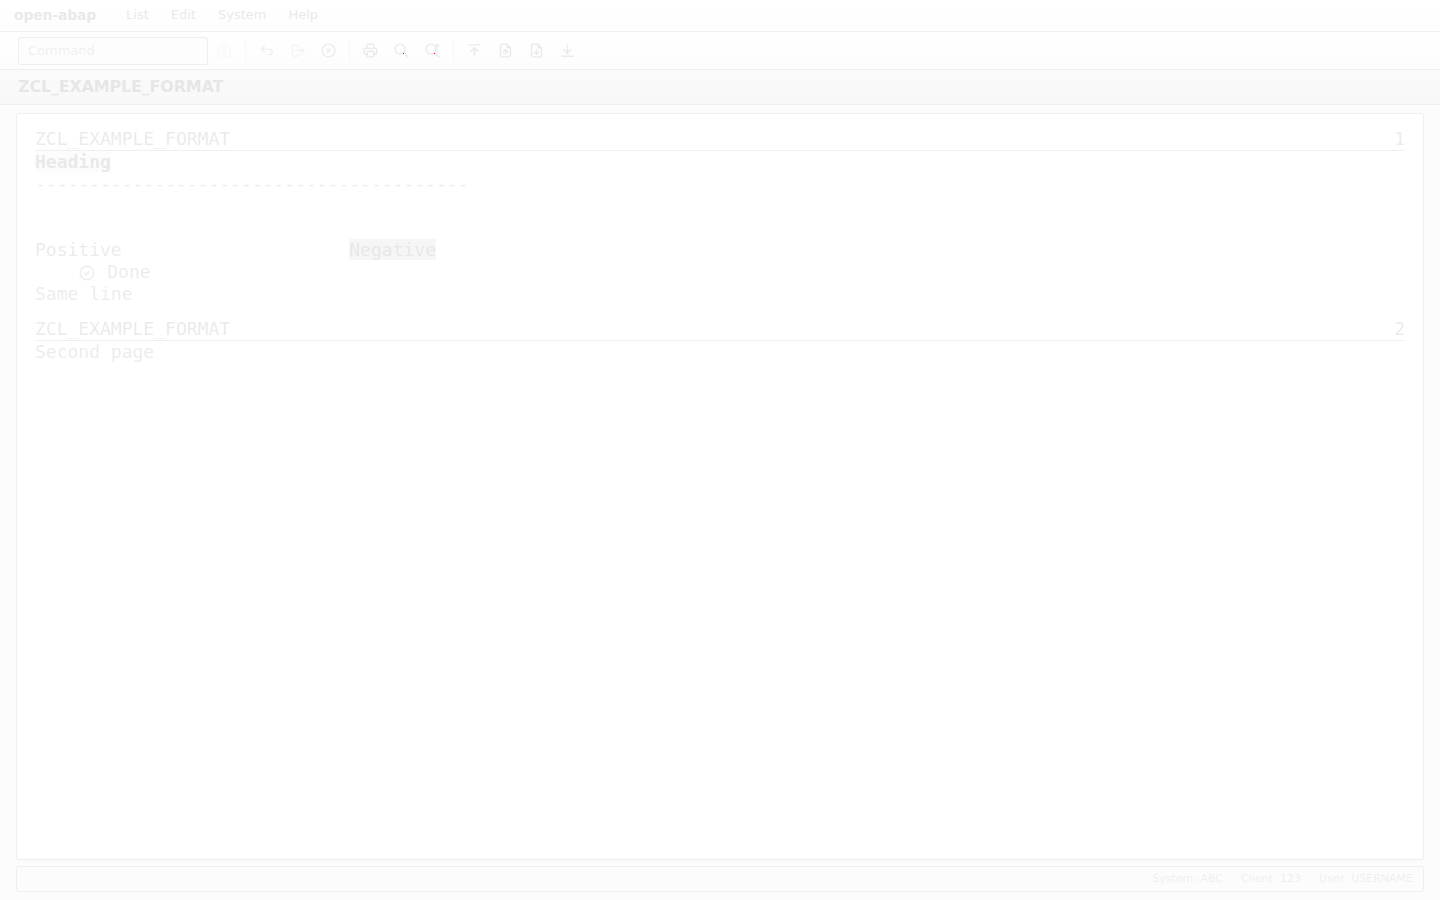 open-abap List Edit System Help
Command
ZCL_EXAMPLE_FORMAT
ZCL_EXAMPLE_FORMAT 1
Heading
----------------------------------------
Positive Negative
Done
Same line
ZCL_EXAMPLE_FORMAT 2
Second page
System: ABC Client: 123 User: USERNAME